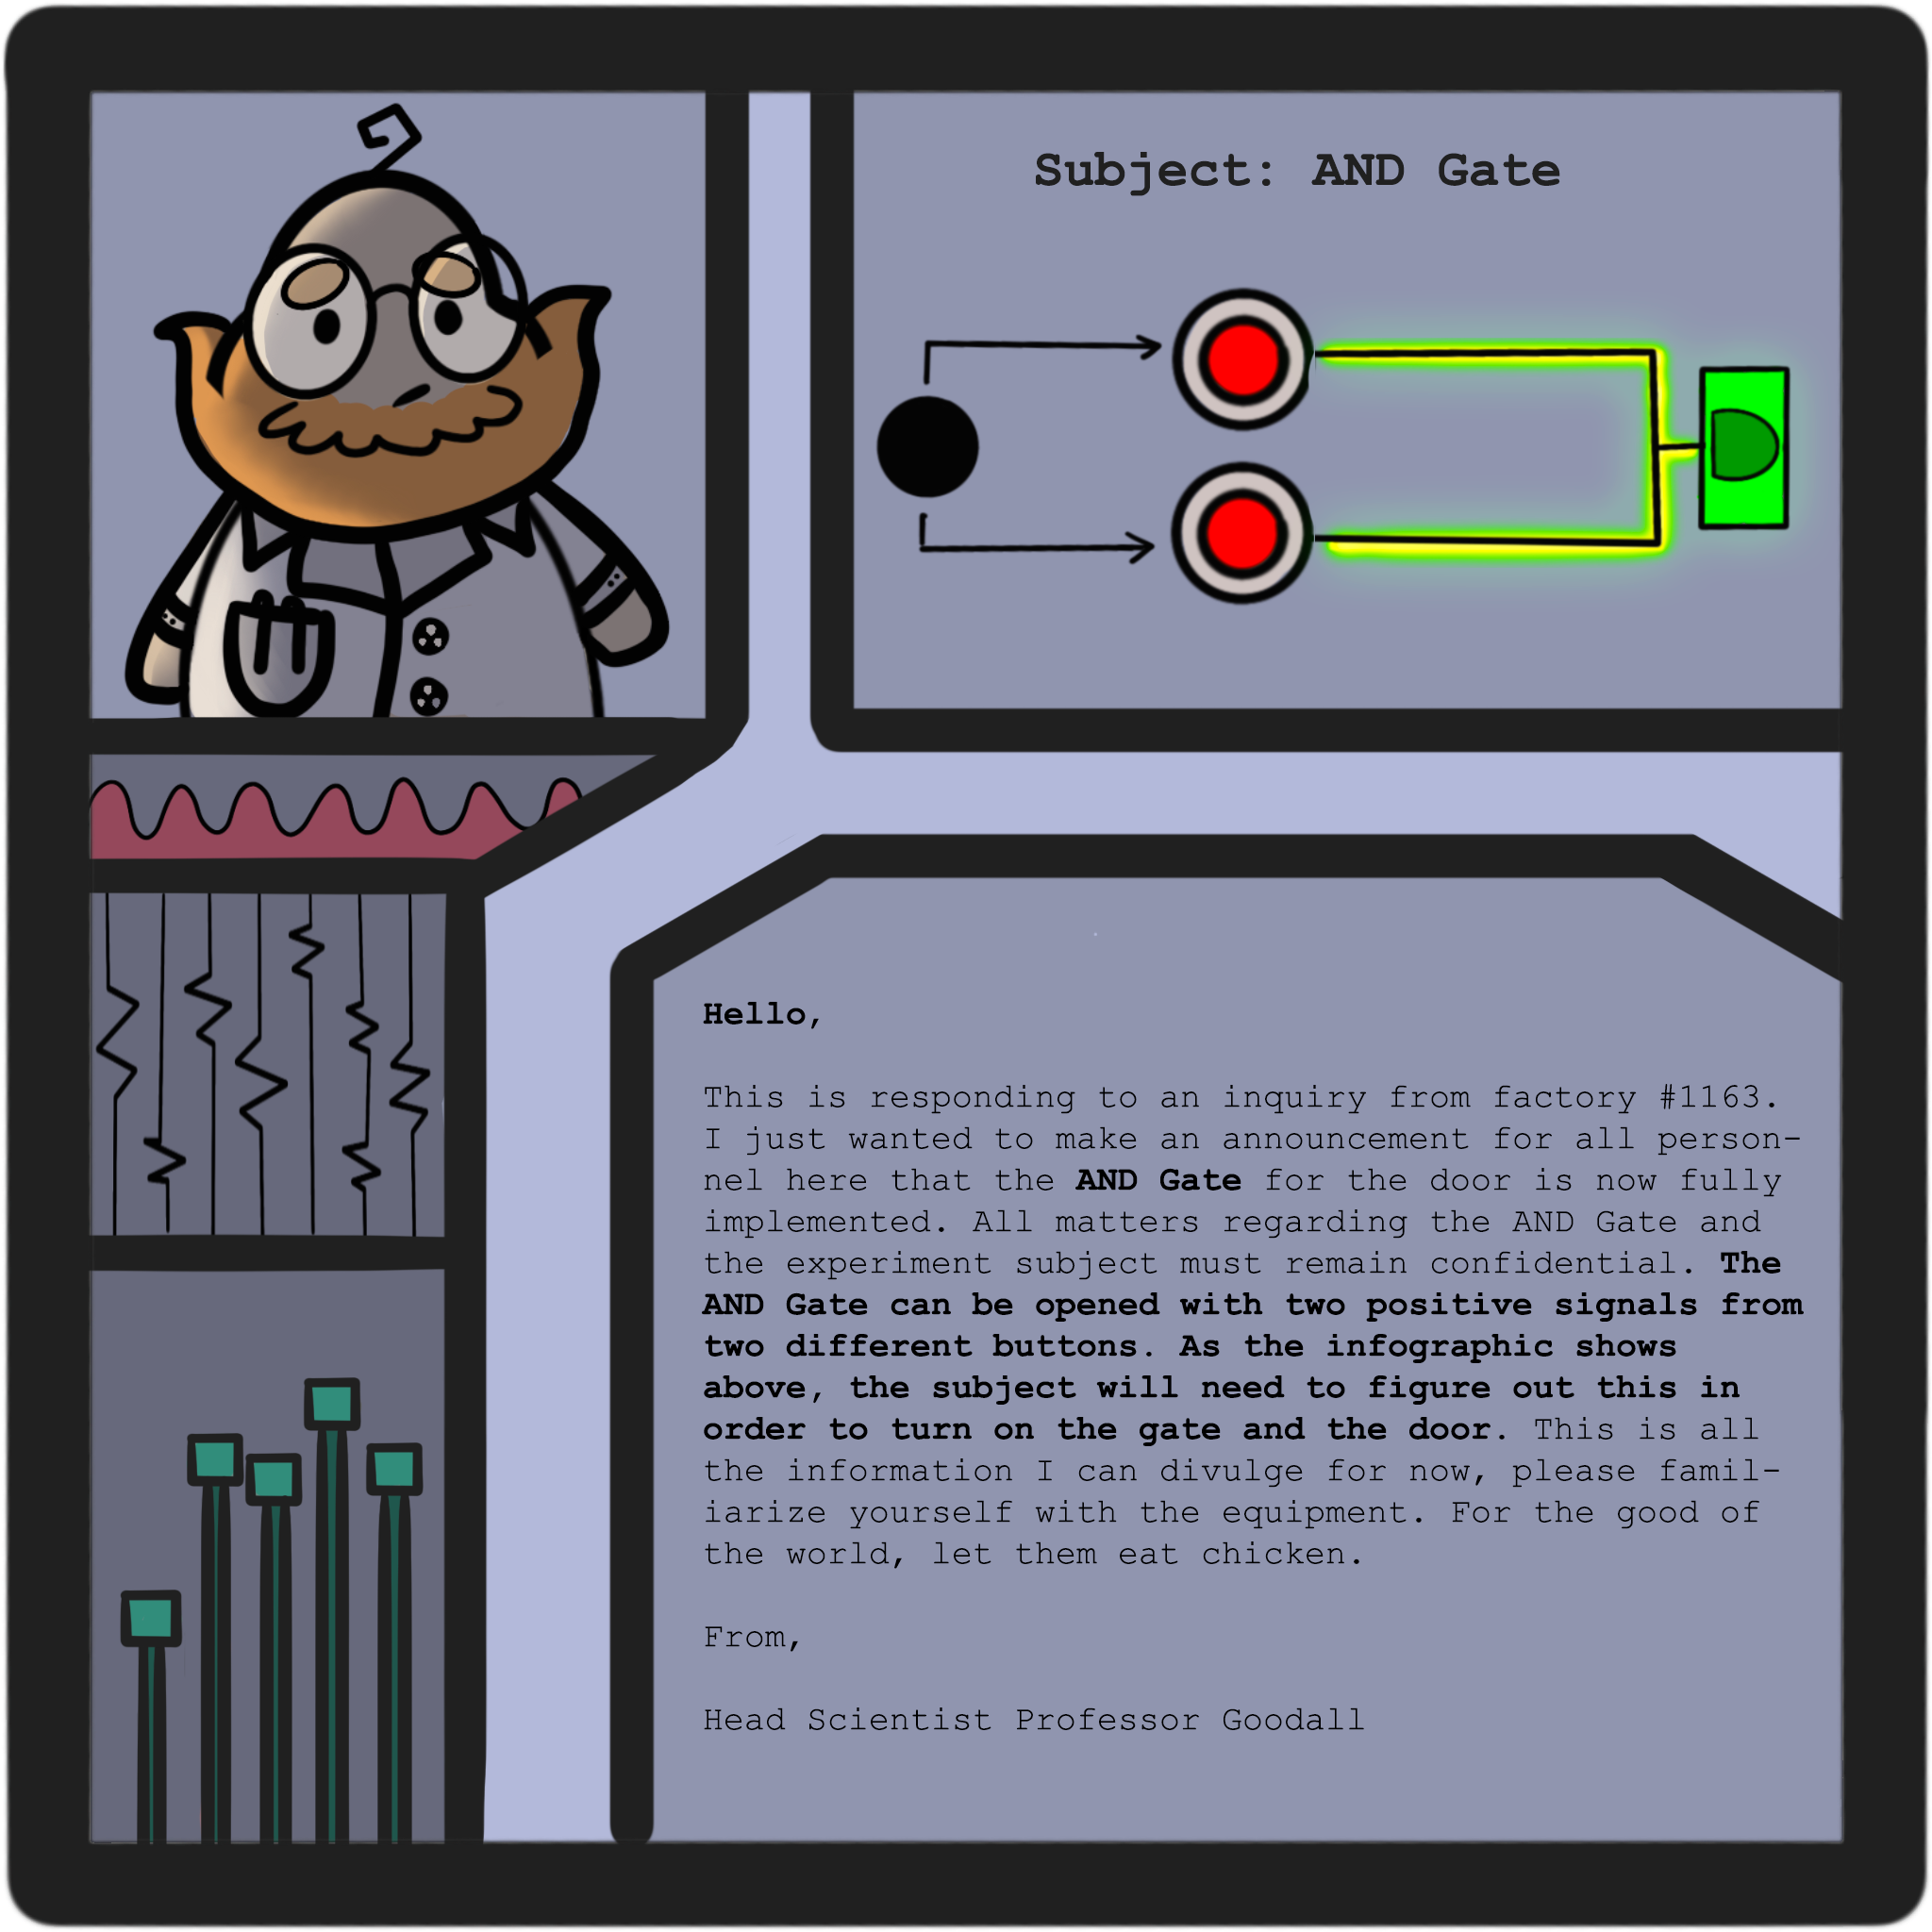 Subject: AND Gate
Hello,
This is responding to an inquiry from factory #1163.
I just wanted to make an announcement for all person-
nel here that the AND Gate for the door is now fully
implemented. All matters regarding the AND Gate and
the experiment subject must remain confidential. The
AND Gate can be opened with two positive signals from
two different buttons. As the infographic shows
above, the subject will need to figure out this in
order to turn on the gate and the door. This is all
the information I can divulge for now, please famil-
iarize yourself with the equipment. For the good of
the world, let them eat chicken.
From,
Head Scientist Professor Goodall